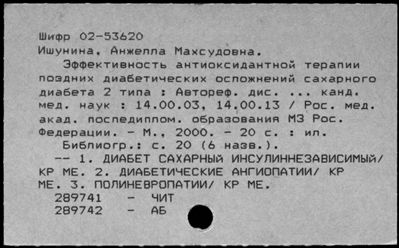 Шифр 02-53620
Ишунина, Анжелла Махсудовна.
Эффективность антиоксидантной терапии
поздних диабетических осложнений сахарного
диабета 2 типа : Автореф. дис. ... канд.
мед. наук : 14.00.03, 14.00.13 / Рос. мед.
акад. последиплом. образования МЗ Рос.
Федерации. - М., 2000. - 20 с. : ил.
Библиогр.: с. 20 (6 назв.).
-- 1. ДИАБЕТ САХАРНЫЙ ИНСУЛИННЕЗАВИСИМЫЙ/
КР МЕ. 2. ДИАБЕТИЧЕСКИЕ АНГИОПАТИИ/ КР
МЕ. 3. ПОЛИНЕВРОПАТИИ/ КР МЕ.
289741 - ЧИТ
289742 - АБ